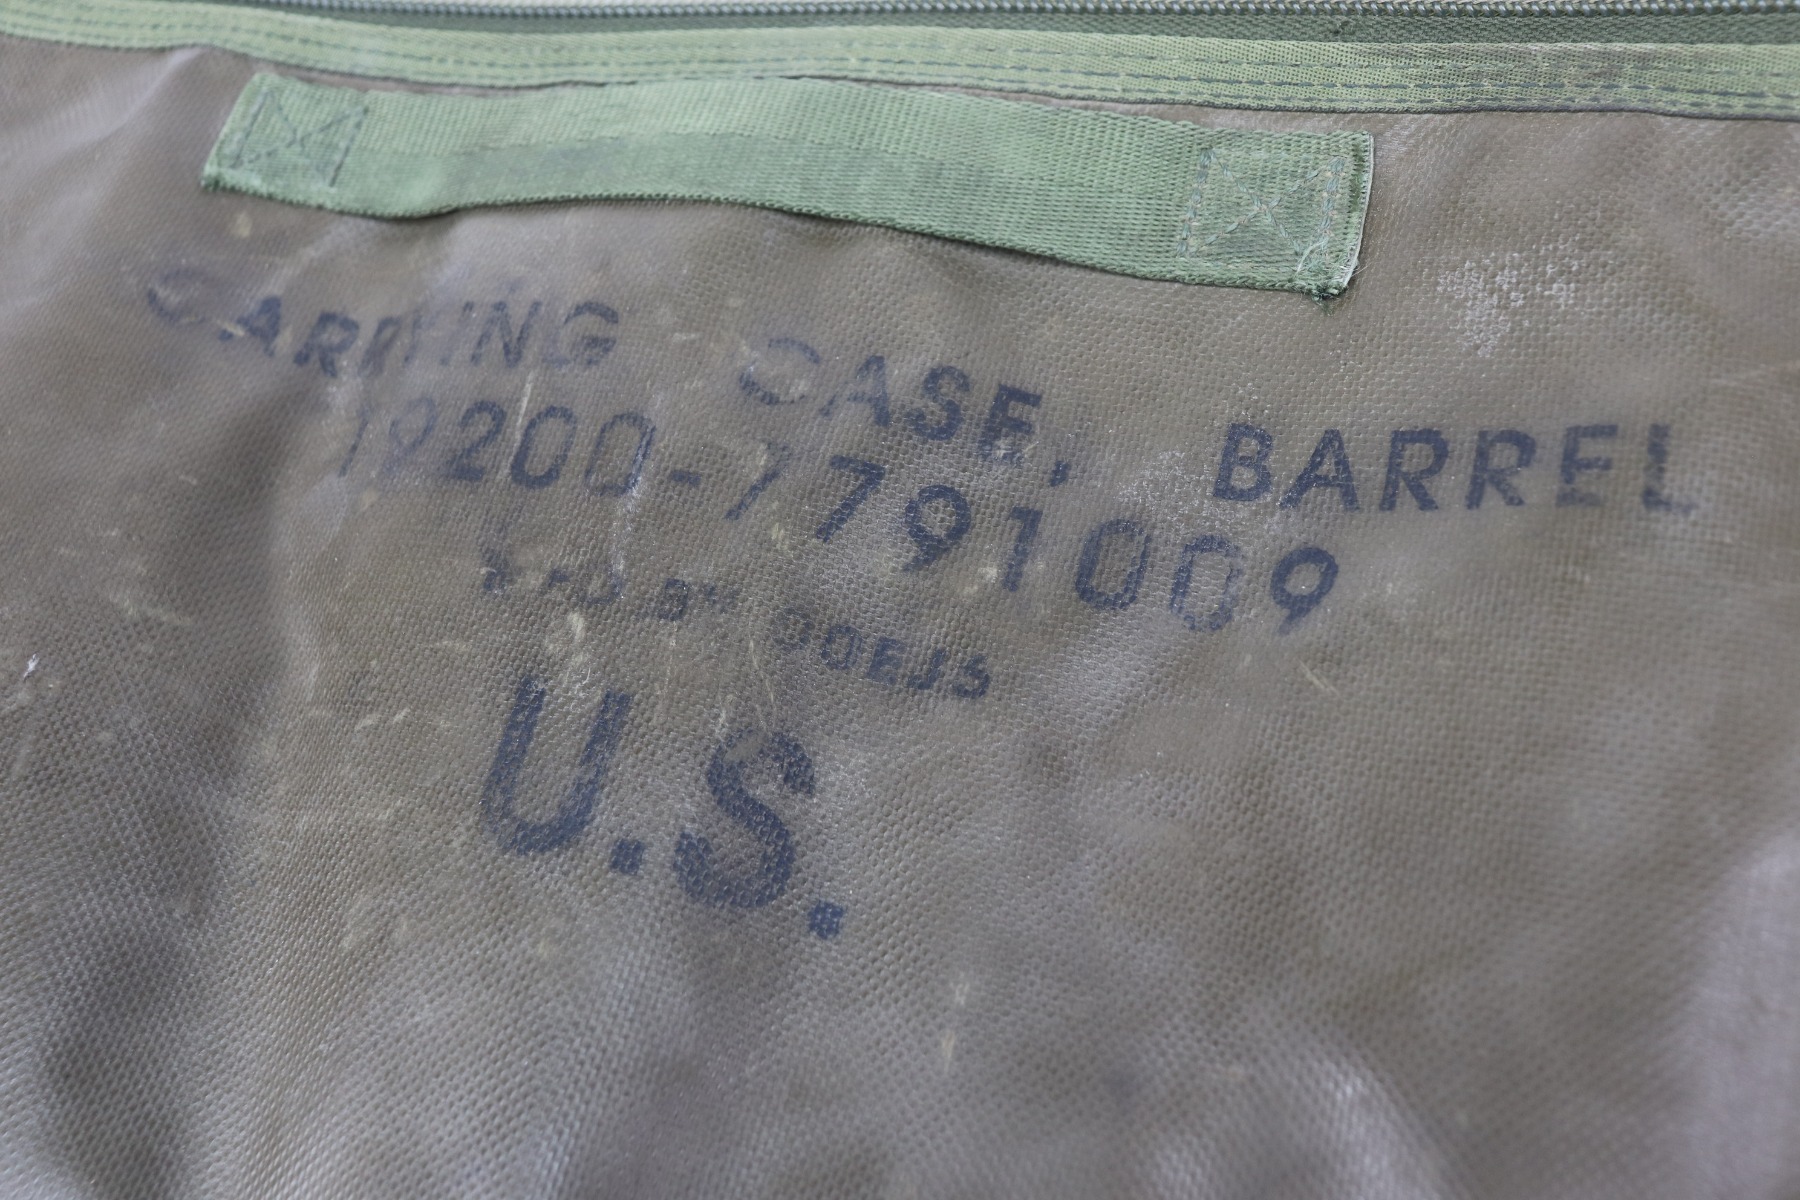 CARRYING CASE, BARREL
19200-7791009
U.S.